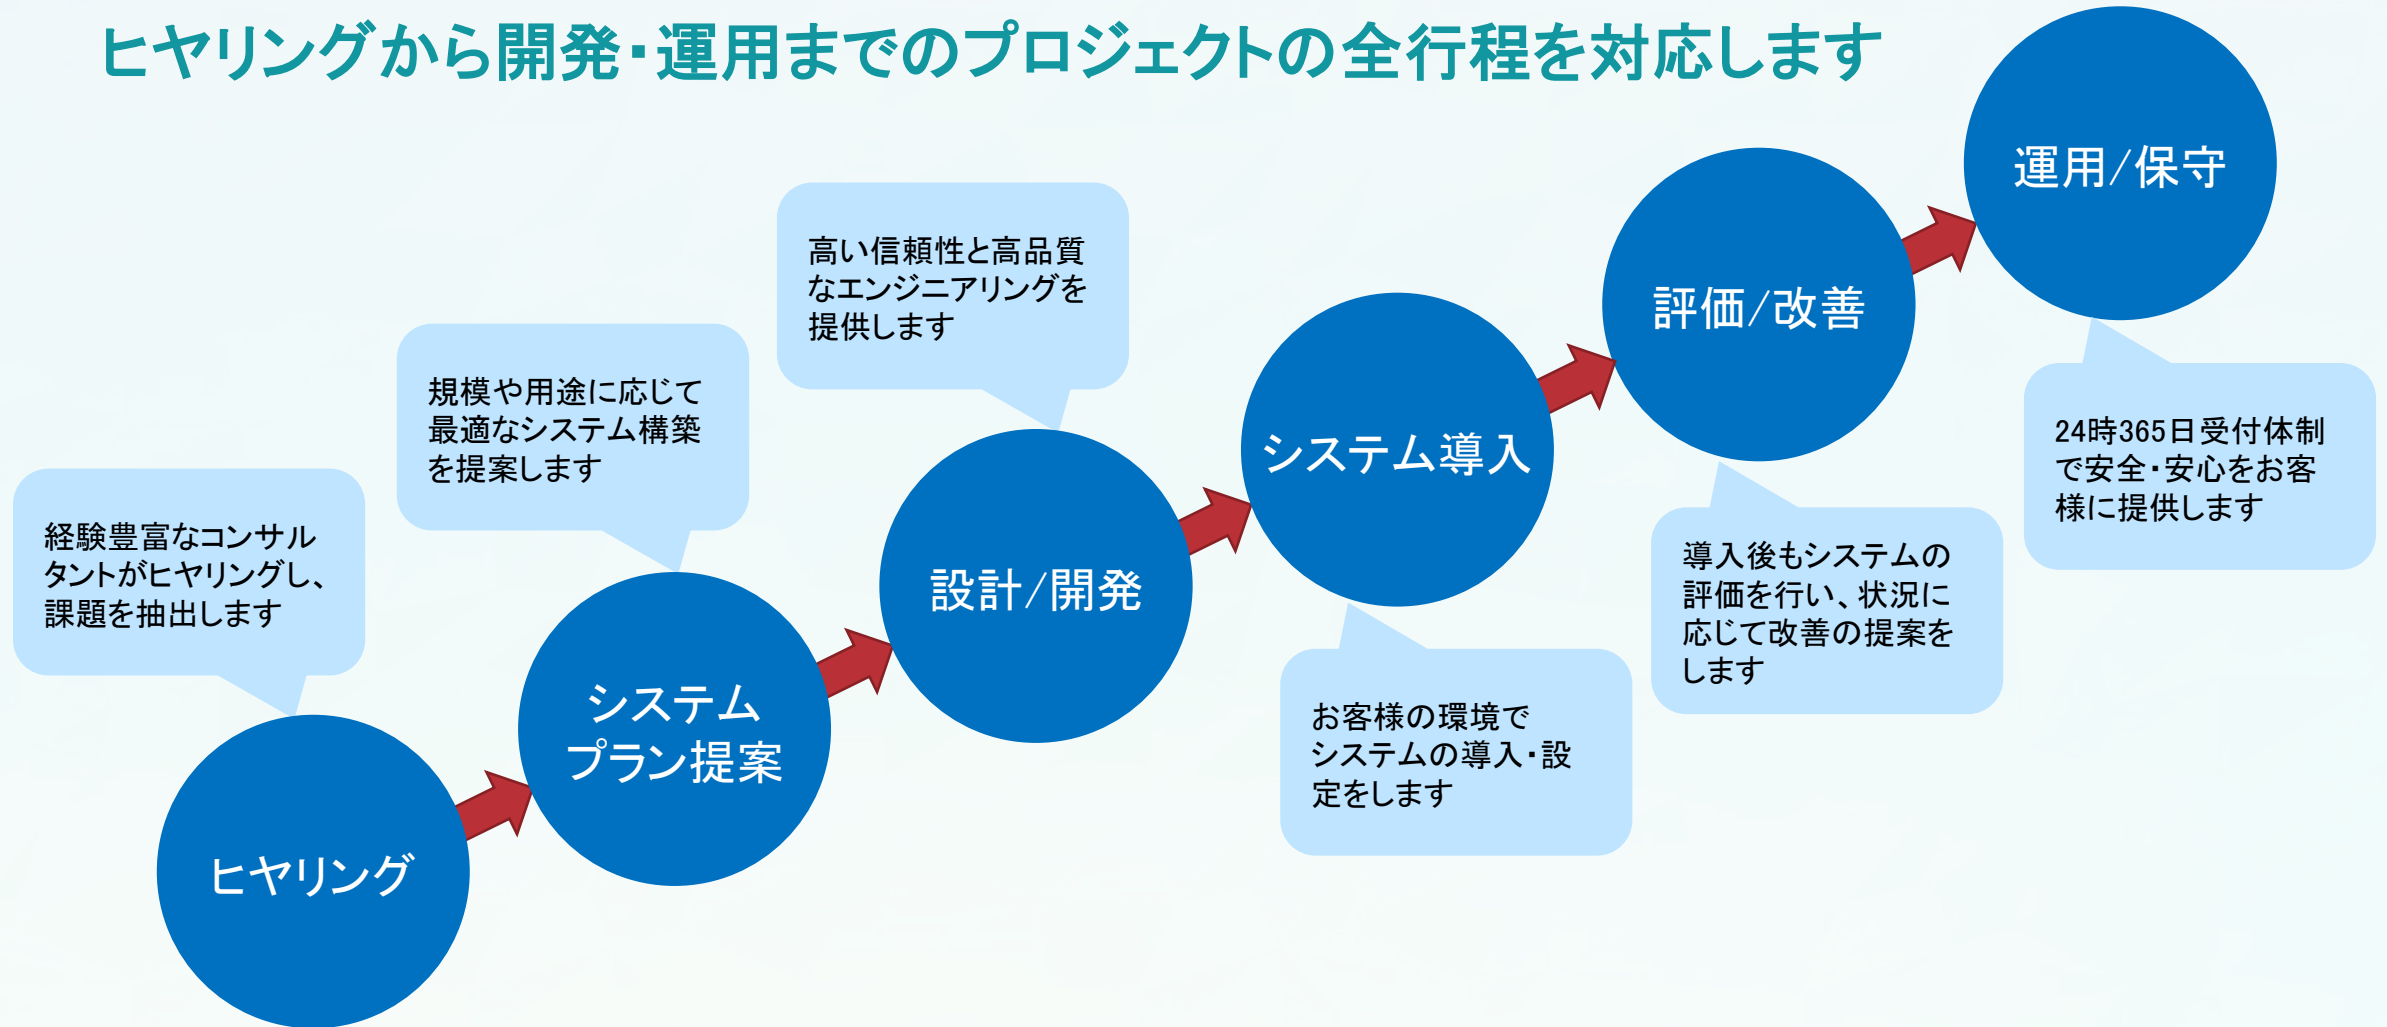 ヒヤリングから開発・運用までのプロジェクトの全行程を対応します
経験豊富なコンサル
タントがヒヤリングし、
課題を抽出します
ヒヤリング
規模や用途に応じて
最適なシステム構築
を提案します
システム
プラン提案
高い信頼性と高品質
なエンジニアリングを
提供します
設計/開発
システム導入
お客様の環境で
システムの導入・設
定をします
評価/改善
導入後もシステムの
評価を行い、状況に
応じて改善の提案を
します
運用/保守
24時365日受付体制
で安全・安心をお客
様に提供します